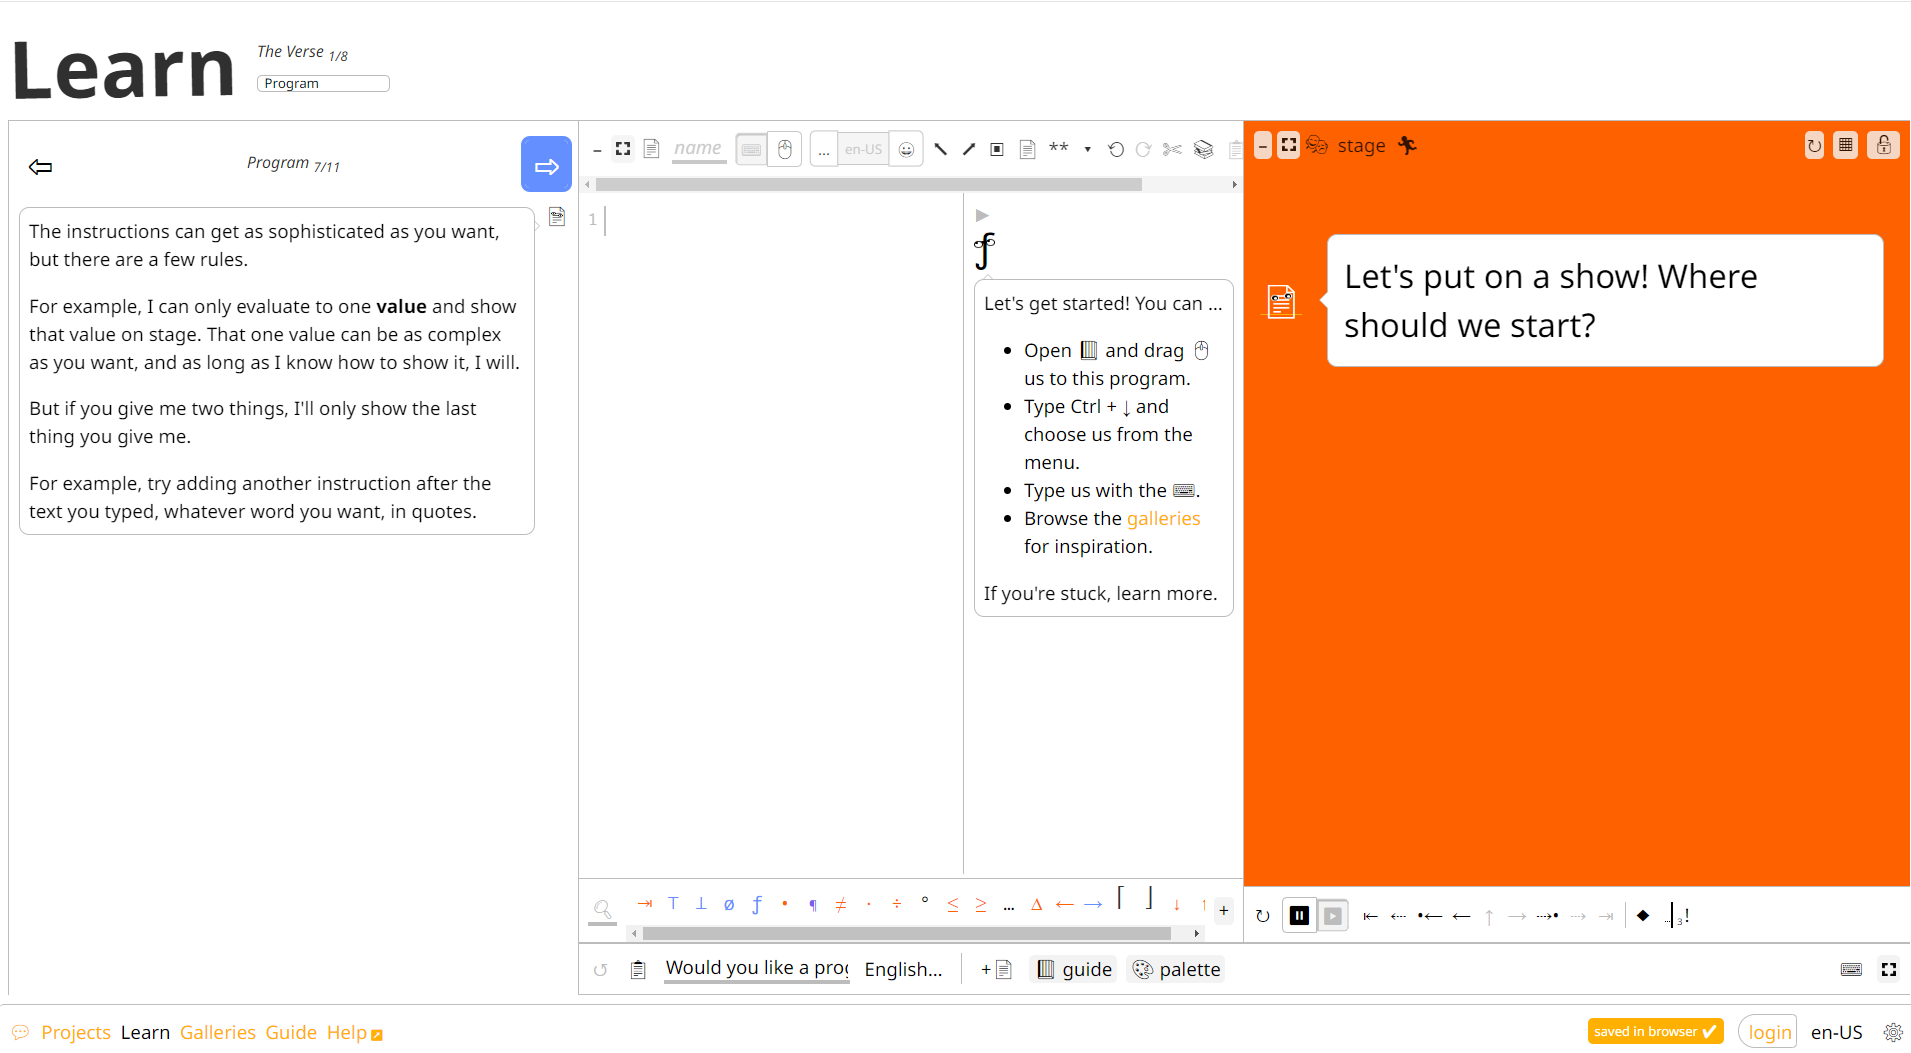 Learn
The Verse 1/8
Program
Program 7/11
The instructions can get as sophisticated as you want,
but there are a few rules.
For example, I can only evaluate to one value and show
that value on stage. That one value can be as complex
as you want, and as long as I know how to show it, I will.
But if you give me two things, I'll only show the last
thing you give me.
For example, try adding another instruction after the
text you typed, whatever word you want, in quotes.
name
... en-US
**
1
Let's get started! You can ...
• Open and drag
us to this program.
• Type Ctrl + ↓ and
choose us from the
menu.
• Type us with the ⌨.
• Browse the galleries
for inspiration.
If you're stuck, learn more.
stage
Let's put on a show! Where
should we start?
⇥ ⊤ ⊥ ø ƒ • ¶ ≠ · ÷ ° ≤ ≥ … ∆ ← → ⎡ ⎦ ↓ ↑ +
Would you like a pro
English...
+
guide
palette
Projects Learn Galleries Guide Help
saved in browser ✔
login
en-US